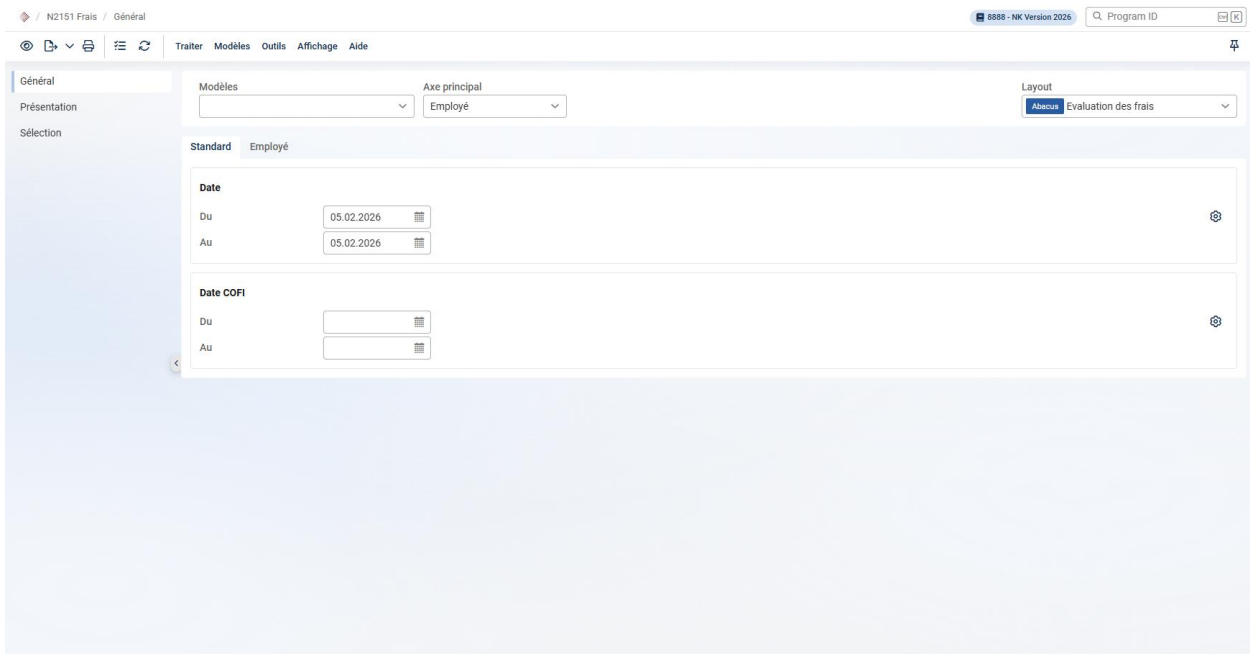 / N2151 Frais / Général
8888 - NK Version 2026
Program ID
Ctrl K
Traiter Modèles Outils Affichage Aide
Général
Présentation
Sélection
Modèles
Axe principal
Employé
Layout
Abacus Evaluation des frais
Standard Employé
Date
Du 05.02.2026
Au 05.02.2026
Date COFI
Du
Au